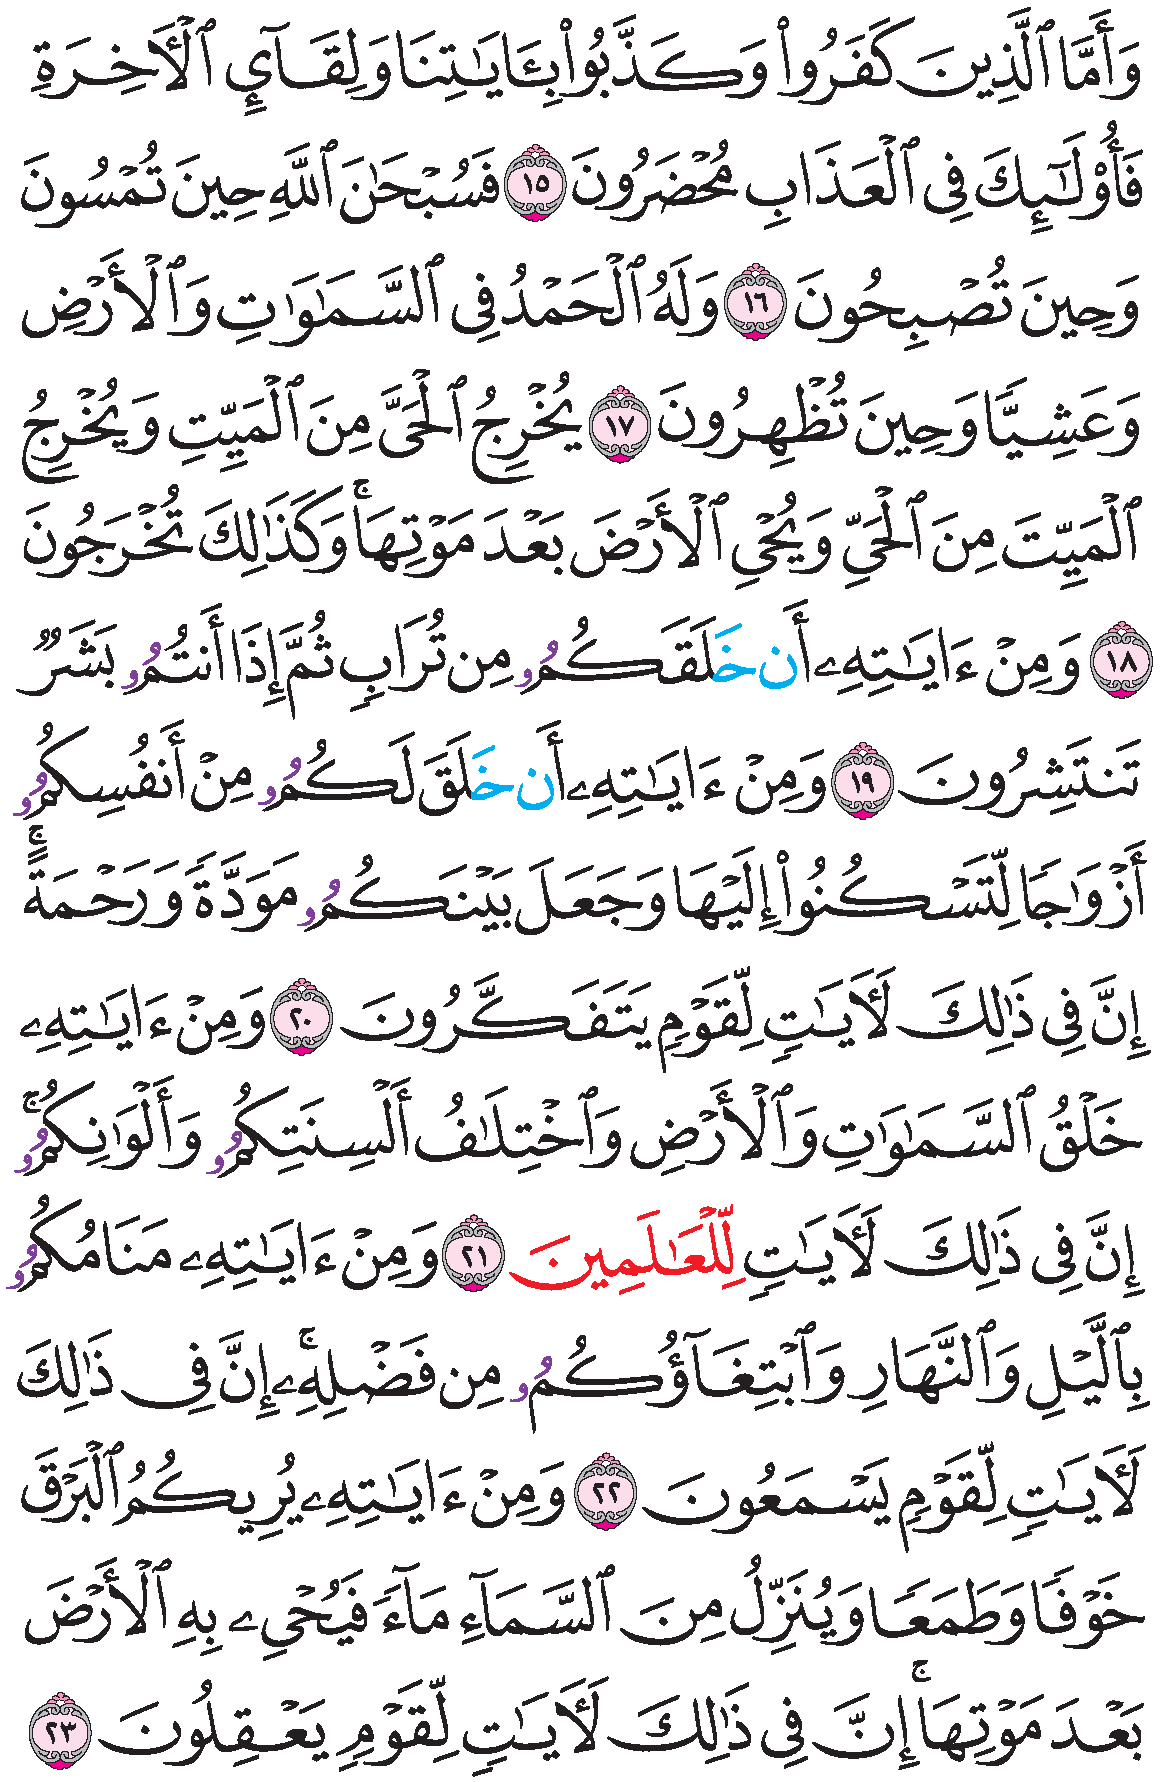 وَأَمَّا ٱلَّذِينَ كَفَرُواْ وَكَذَّبُواْ بِـَٔايَٰتِنَا وَلِقَآيِٕ ٱلۡأٓخِرَةِ
فَأُوْلَٰٓئِكَ فِي ٱلۡعَذَابِ مُحۡضَرُونَ ١٥ فَسُبۡحَٰنَ ٱللَّهِ حِينَ تُمۡسُونَ
وَحِينَ تُصۡبِحُونَ ١٦ وَلَهُ ٱلۡحَمۡدُ فِي ٱلسَّمَٰوَٰتِ وَٱلۡأَرۡضِ
وَعَشِيّٗا وَحِينَ تُظۡهِرُونَ ١٧ يُخۡرِجُ ٱلۡحَيَّ مِنَ ٱلۡمَيِّتِ وَيُخۡرِجُ
ٱلۡمَيِّتَ مِنَ ٱلۡحَيِّ وَيُحۡيِ ٱلۡأَرۡضَ بَعۡدَ مَوۡتِهَاۚ وَكَذَٰلِكَ تُخۡرَجُونَ
١٨ وَمِنۡ ءَايَٰتِهِۦ أَن خَلَقَكُمُۥ مِن تُرَابٖ ثُمَّ إِذَا أَنتُمُۥ بَشَرٞ
تَنتَشِرُونَ ١٩ وَمِنۡ ءَايَٰتِهِۦ أَن خَلَقَ لَكُمُۥ مِنۡ أَنفُسِكُمُۥ
أَزۡوَٰجٗا لِّتَسۡكُنُواْ إِلَيۡهَا وَجَعَلَ بَيۡنَكُمُۥ مَوَدَّةٗ وَرَحۡمَةًۚ
إِنَّ فِي ذَٰلِكَ لَأٓيَٰتٖ لِّقَوۡمٖ يَتَفَكَّرُونَ ٢٠ وَمِنۡ ءَايَٰتِهِۦ
خَلۡقُ ٱلسَّمَٰوَٰتِ وَٱلۡأَرۡضِ وَٱخۡتِلَٰفُ أَلۡسِنَتِكُمُۥ وَأَلۡوَٰنِكُمُۥۚ
إِنَّ فِي ذَٰلِكَ لَأٓيَٰتٖ لِّلۡعَٰلَمِينَ ٢١ وَمِنۡ ءَايَٰتِهِۦ مَنَامُكُمُۥ
بِٱلَّيۡلِ وَٱلنَّهَارِ وَٱبۡتِغَآؤُكُمُۥ مِن فَضۡلِهِۦۚ إِنَّ فِي ذَٰلِكَ
لَأٓيَٰتٖ لِّقَوۡمٖ يَسۡمَعُونَ ٢٢ وَمِنۡ ءَايَٰتِهِۦ يُرِيكُمُ ٱلۡبَرۡقَ
خَوۡفٗا وَطَمَعٗا وَيُنَزِّلُ مِنَ ٱلسَّمَآءِ مَآءٗ فَيُحۡيِۦ بِهِ ٱلۡأَرۡضَ
بَعۡدَ مَوۡتِهَاۚ إِنَّ فِي ذَٰلِكَ لَأٓيَٰتٖ لِّقَوۡمٖ يَعۡقِلُونَ ٢٣